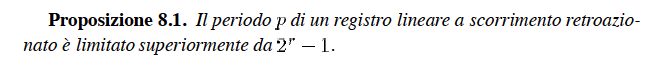 Proposizione 8.1. Il periodo p di un registro lineare a scorrimento retroazio-
nato è limitato superiormente da 2^r − 1.